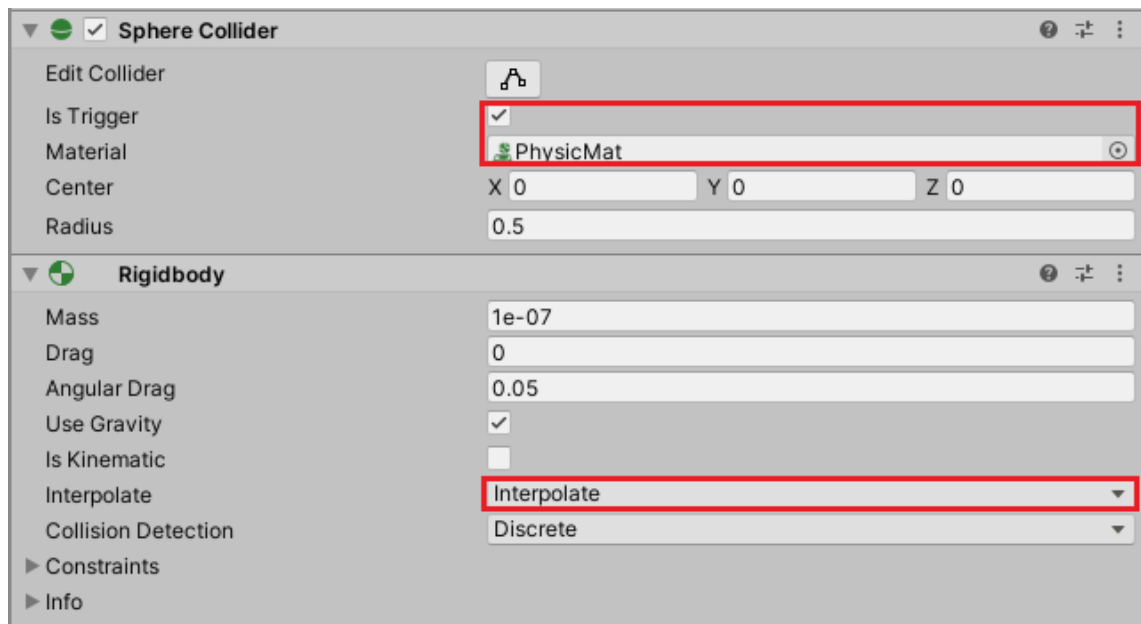 Sphere Collider
Edit Collider
Is Trigger
Material PhysicMat
Center X 0 Y 0 Z 0
Radius 0.5
Rigidbody
Mass 1e-07
Drag 0
Angular Drag 0.05
Use Gravity
Is Kinematic
Interpolate Interpolate
Collision Detection Discrete
Constraints
Info